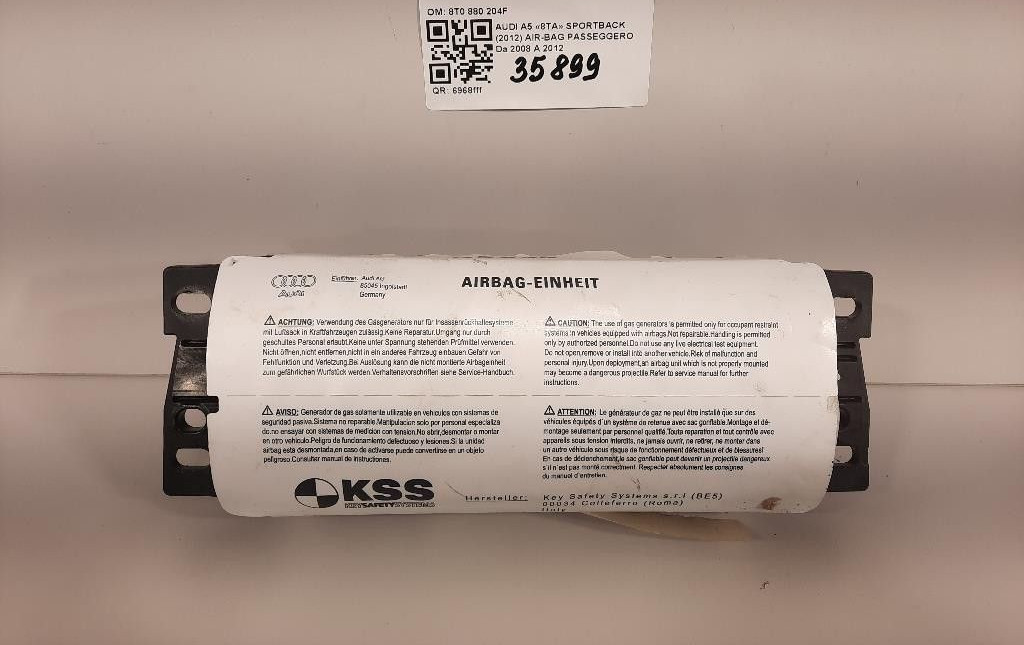 OM: 8T0 880 204F
AUDI A5 «8TA» SPORTBACK
(2012) AIR-BAG PASSEGGERO
Da 2008 A 2012
35899
QR: 6968fff
Audi
Einführer: Audi AG
85045 Ingolstadt
Germany
AIRBAG-EINHEIT
ACHTUNG: Verwendung des Gasgenerators nur für Insassenrückhaltesysteme
mit Luftsack in Kraftfahrzeugen zulässig.Keine Reparatur.Umgang nur durch
geschultes Personal erlaubt.Keine unter Spannung stehenden Prüfmittel verwenden.
Nicht öffnen,nicht entfernen,nicht in ein anderes Fahrzeug einbauen Gefahr von
Fehlfunktion und Verletzung.Bei Auslösung kann die nicht montierte Airbageinheit
zum gefährlichen Wurfstück werden.Verhaltensvorschriften siehe Service-Handbuch.
CAUTION: The use of gas generators is permitted only for occupant restraint
systems in vehicles equipped with airbags.Not repairable.Handling is permitted
only by authorized personnel.Do not use any live electrical test equipment.
Do not open,remove or install into another vehicle.Risk of malfunction and
personal injury.Upon deployment,an airbag unit which is not properly mounted
may become a dangerous projectile.Refer to service manual for further
instructions.
AVISO: Generador de gas solamente utilizable en vehiculos con sistemas de
seguridad pasiva.Sistema no reparable.Manipulacion solo por personal especializa
do.no ensayar con sistemas de medicion con tension.No abrir,desmontar o montar
en otro vehiculo.Peligro de funcionamiento defectuoso y lesiones.Si la unidad
airbag está desmontada,en caso de activarse puede convertirse en un objeto
peligroso.Consulter manual de instrucciones.
ATTENTION: Le générateur de gaz ne peut être installé que sur des
véhicules équipés d'un système de retenue avec sac gonflable.Montage et dé-
montage seulement par personnel qualifié.Toute reparation et tout contrôle avec
appareils sous tension interdits, ne jamais ouvrir, ne retirer, ne monter dans
un autre véhicule sous risque de fonctionnement défectueux et de blessures!
En cas de déclenchement,le sac gonflable peut devenir un projectile dangereux
s'il n'est pas monté correctment. Respecter absolument les consignes
du manuel d'entretien.
KSS
KEYSAFETYSYSTEMS
Hersteller:
Key Safety Systems s.r.l (BE5)
00034 Colleferro (Roma)
Italy